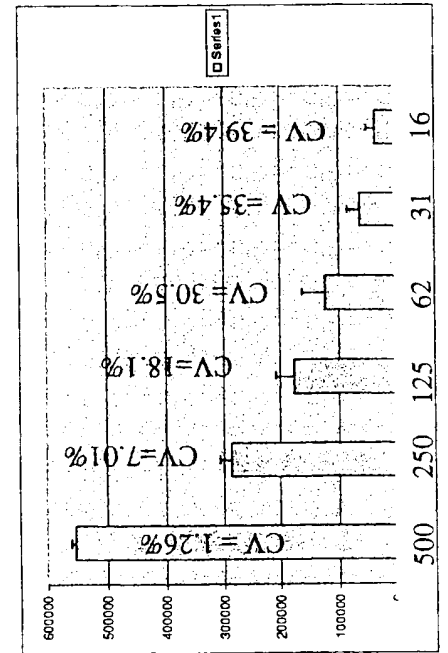 Series1
600000
500000
400000
300000
200000
100000
CV = 1.26%
CV=7.01%
CV=18.1%
CV= 30.5%
CV =35.4%
CV = 39.4%
500
250
125
62
31
16